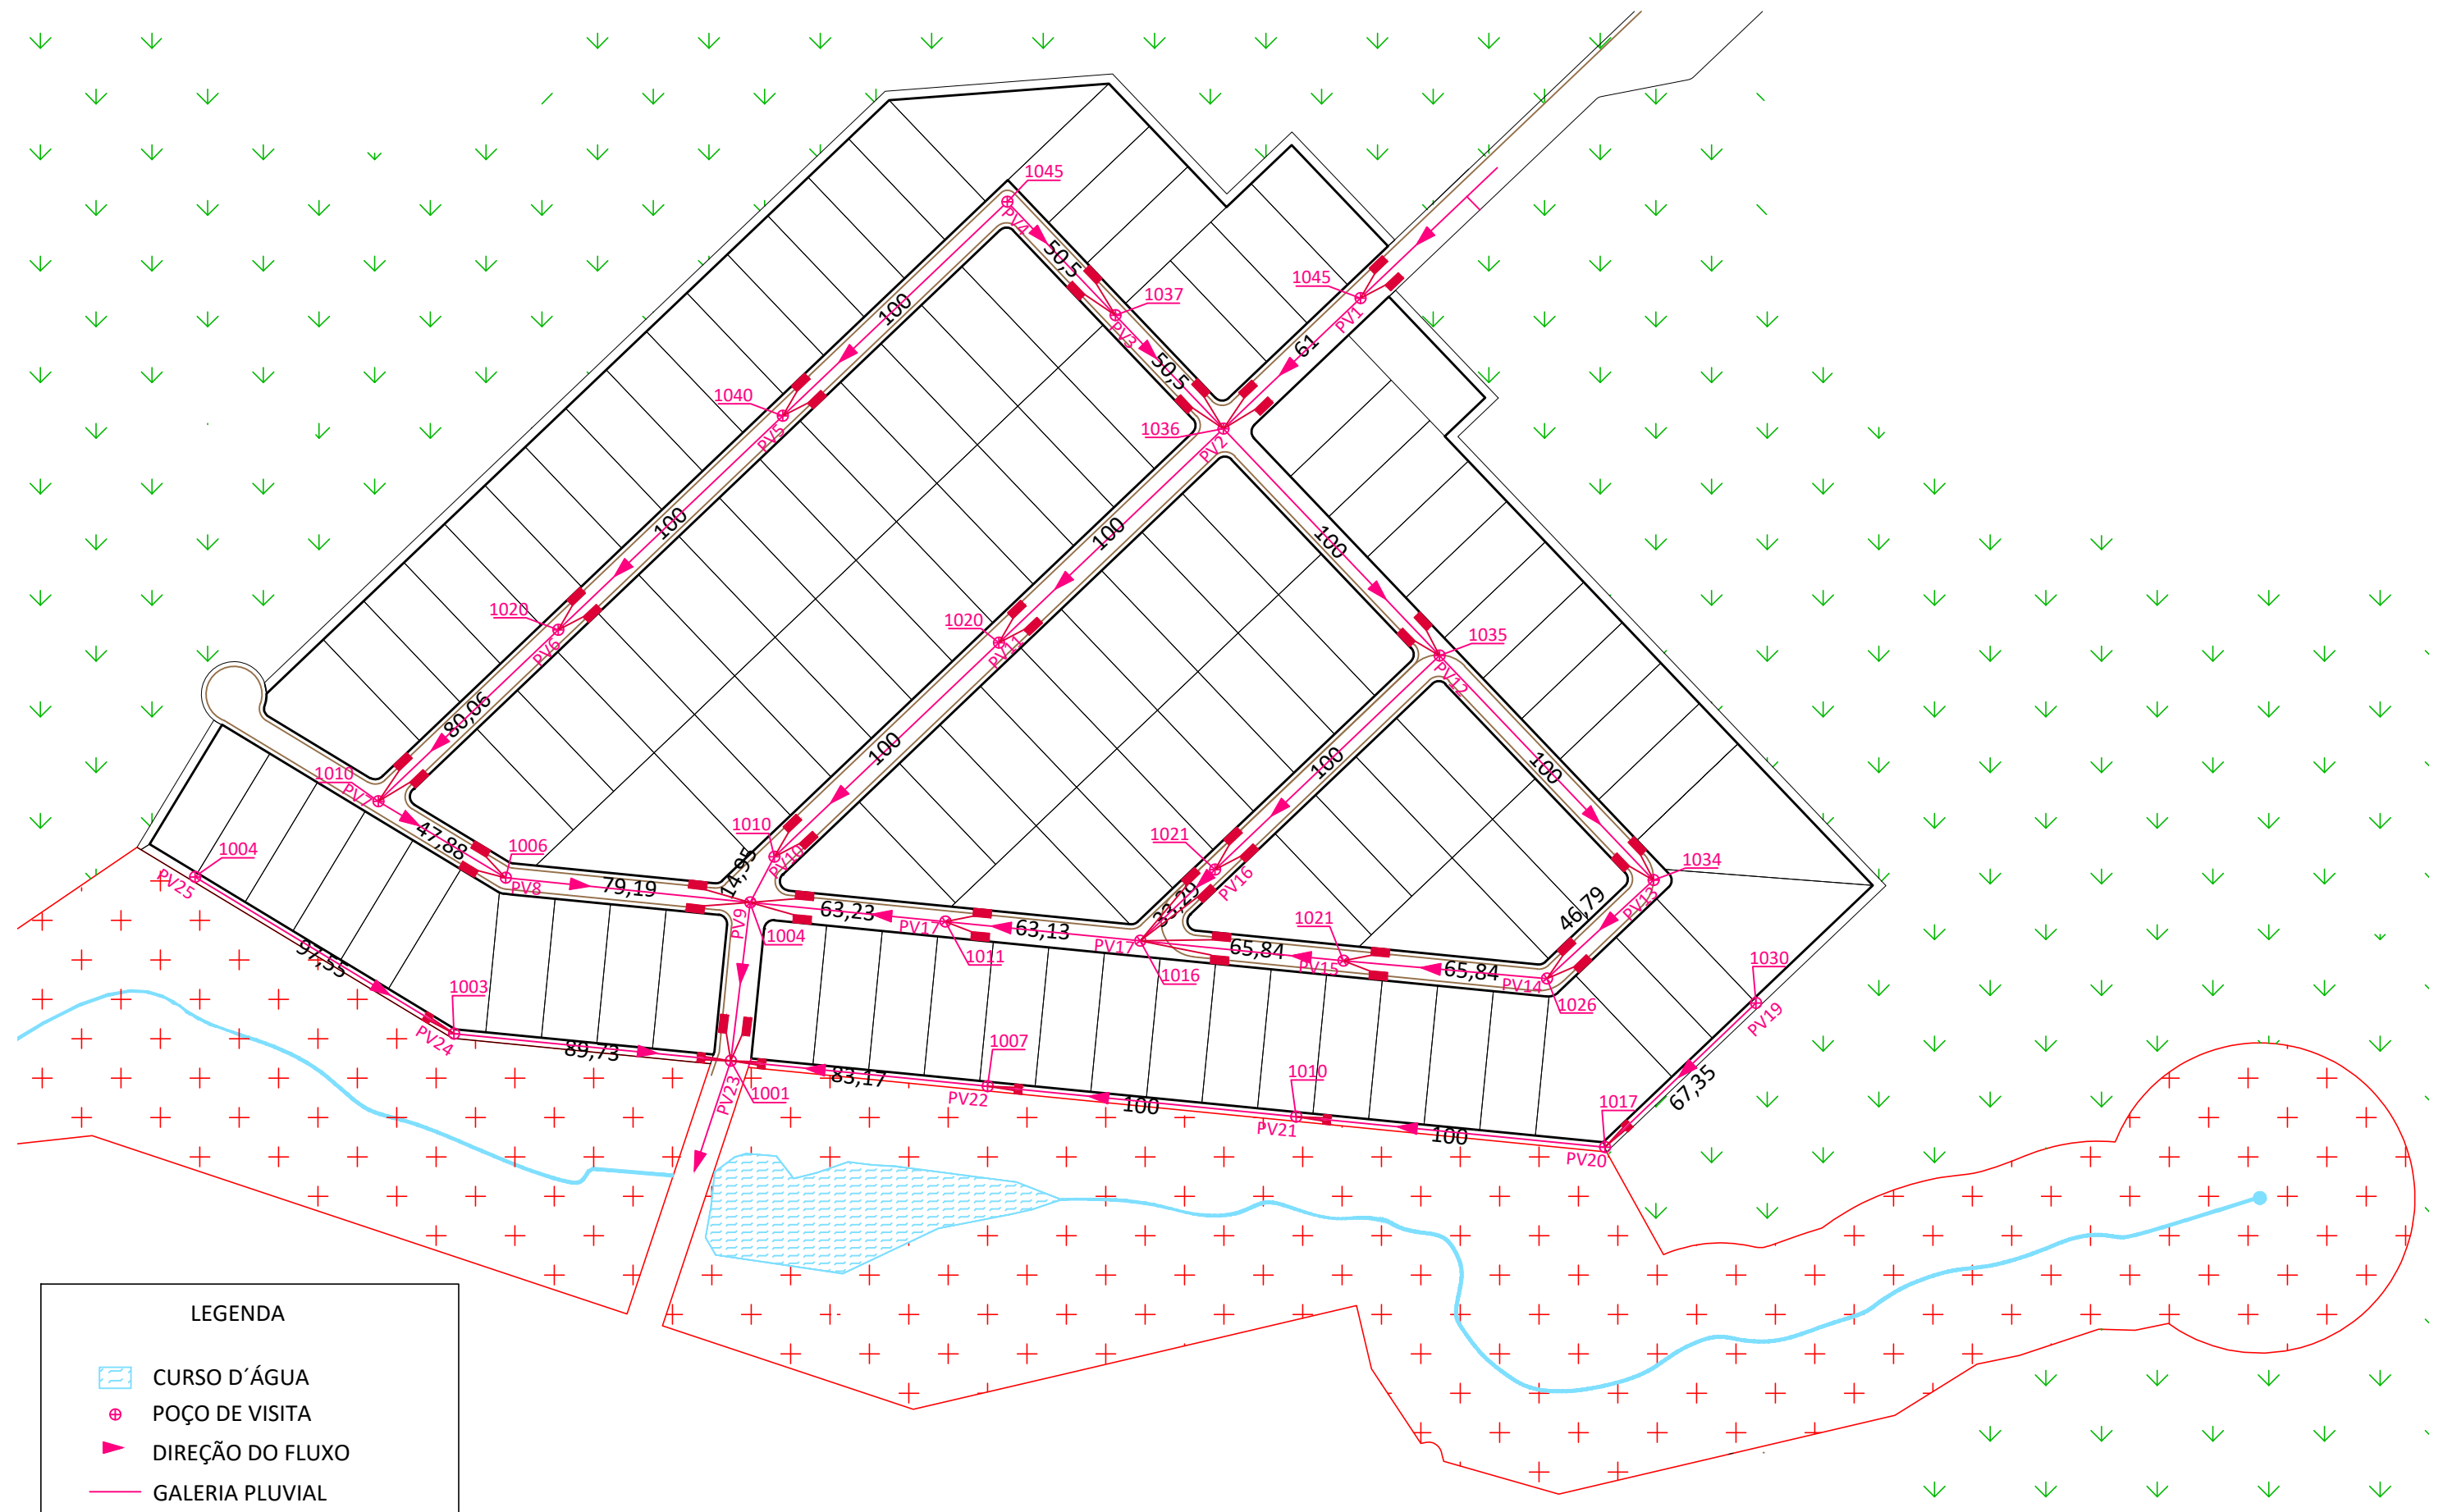 1045
PV4
50,5
1037
PV3
50,5
1045
PV1
61
100
1040
PV5
1036
PV2
100
100
100
1020
PV6
1020
PV11
1035
PV12
80,06
100
100
100
1010
PV7
47,88
1006
PV8
79,19
1010
PV10
14,95
PV9
1004
63,23
PV17
1011
63,13
PV17
1016
33,29
1021
PV16
1021
PV15
65,84
65,84
46,79
1034
PV13
PV14
1026
1004
PV25
97,55
1003
PV24
89,73
1001
PV23
83,17
1007
PV22
100
1010
PV21
100
1017
PV20
67,35
1030
PV19
LEGENDA
CURSO D´ÁGUA
POÇO DE VISITA
DIREÇÃO DO FLUXO
GALERIA PLUVIAL